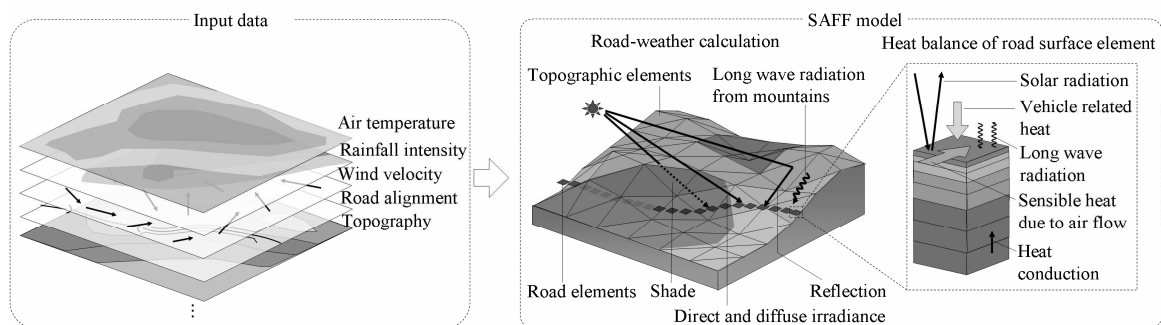 Input data
Air temperature
Rainfall intensity
Wind velocity
Road alignment
Topography
⋮
SAFF model
Road-weather calculation
Topographic elements
Long wave radiation
from mountains
Road elements
Shade
Reflection
Direct and diffuse irradiance
Heat balance of road surface element
Solar radiation
Vehicle related
heat
Long wave
radiation
Sensible heat
due to air flow
Heat
conduction